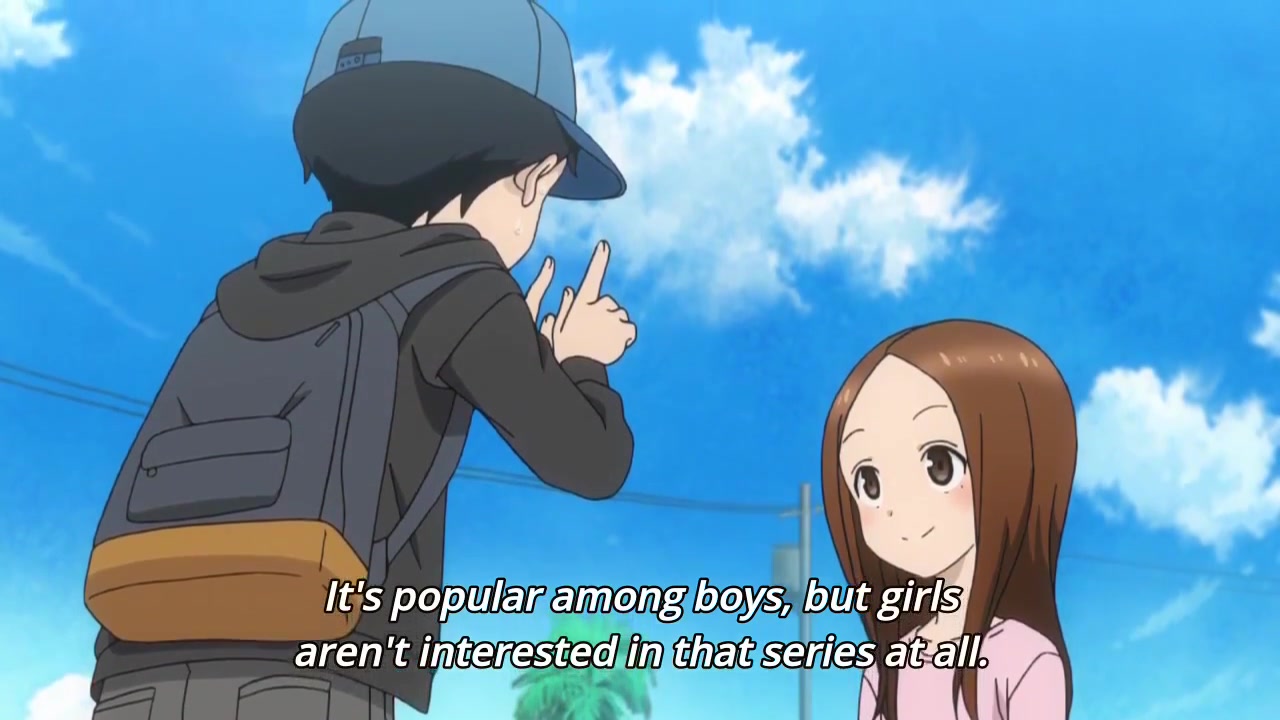 It's popular among boys, but girls
aren't interested in that series at all.